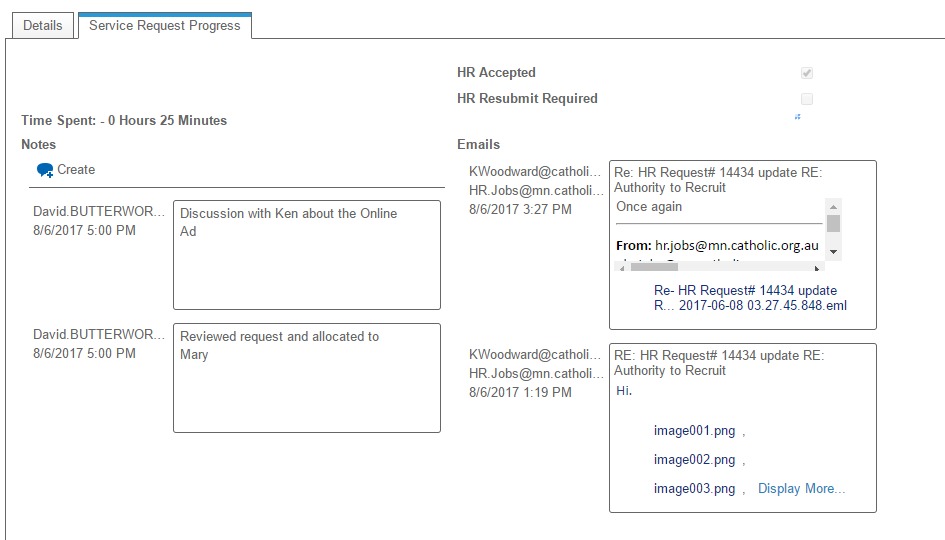 Details
Service Request Progress
HR Accepted
HR Resubmit Required
Time Spent: - 0 Hours 25 Minutes
Notes
Create
David.BUTTERWOR...
8/6/2017 5:00 PM
Discussion with Ken about the Online
Ad
David.BUTTERWOR...
8/6/2017 5:00 PM
Reviewed request and allocated to
Mary
Emails
KWoodward@catholi...
HR.Jobs@mn.catholi...
8/6/2017 3:27 PM
Re: HR Request# 14434 update RE:
Authority to Recruit
Once again
From: hr.jobs@mn.catholic.org.au
Re- HR Request# 14434 update
R... 2017-06-08 03.27.45.848.eml
KWoodward@catholi...
HR.Jobs@mn.catholi...
8/6/2017 1:19 PM
RE: HR Request# 14434 update RE:
Authority to Recruit
Hi.
image001.png ,
image002.png ,
image003.png , Display More...